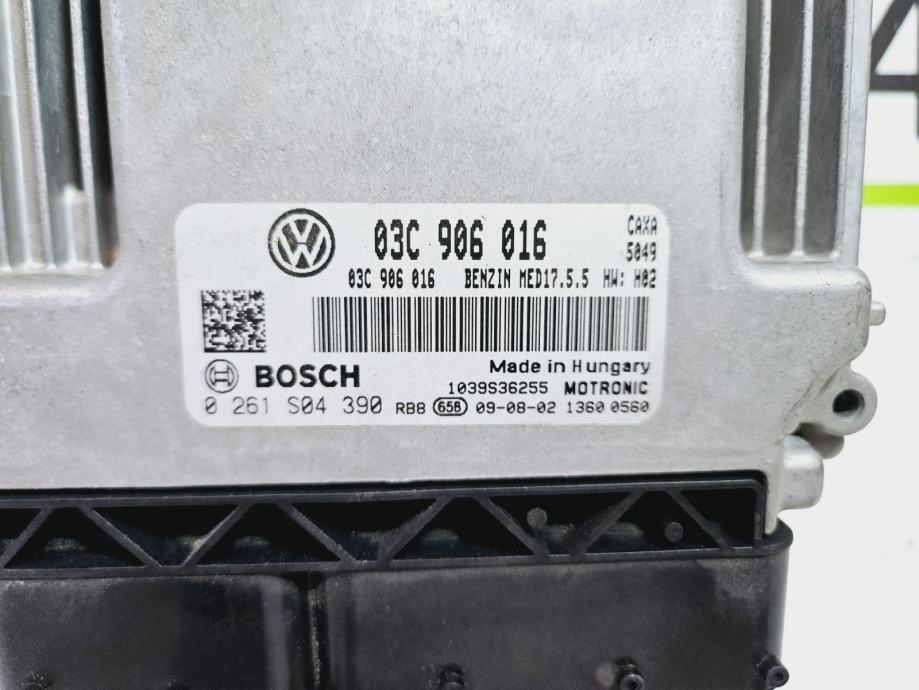 03C 906 016 CAXA
5049
03C 906 016 BENZIN MED17.5.5 HW: H02
Made in Hungary
BOSCH 1039S36255 MOTRONIC
0 261 S04 390 RB8 658 09-08-02 1360 0560